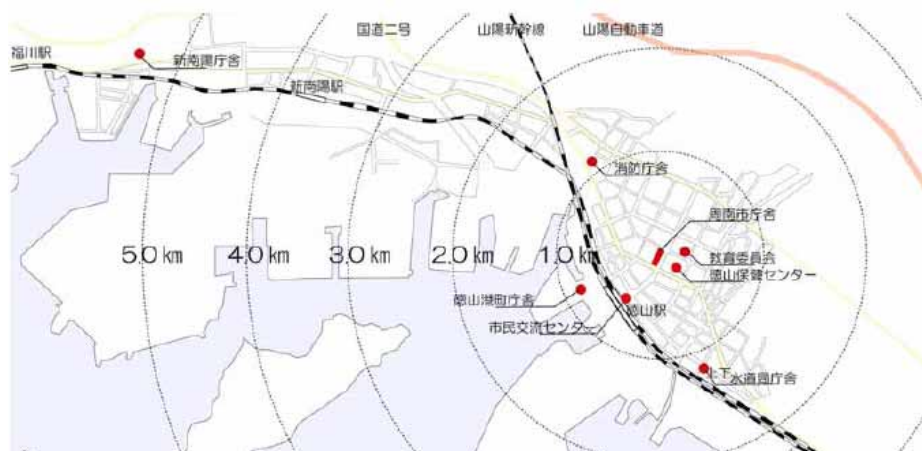 国道二号
山陽新幹線
山陽自動車道
福川駅
新南陽庁舎
新南陽駅
消防庁舎
周南市庁舎
5.0 km
4.0 km
3.0 km
2.0 km
1.0 km
教育委員会
徳山保健センター
徳山港町庁舎
徳山駅
市民交流センター
上下水道局庁舎